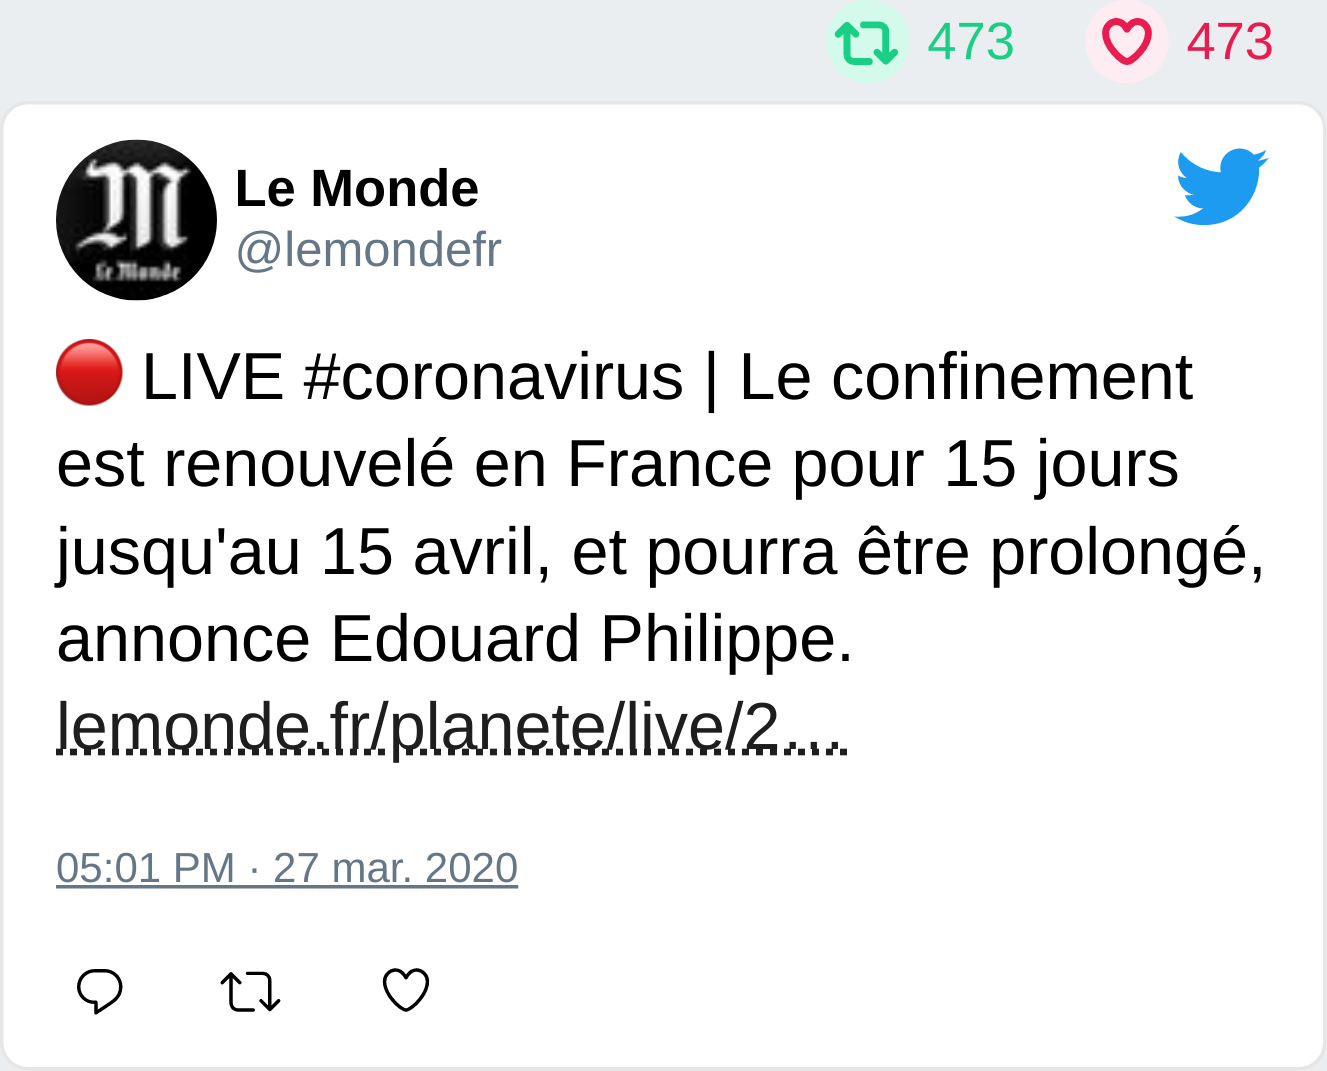 473 473
Le Monde
Le Monde
@lemondefr
🔴 LIVE #coronavirus | Le confinement
est renouvelé en France pour 15 jours
jusqu'au 15 avril, et pourra être prolongé,
annonce Edouard Philippe.
lemonde.fr/planete/live/2…
05:01 PM · 27 mar. 2020